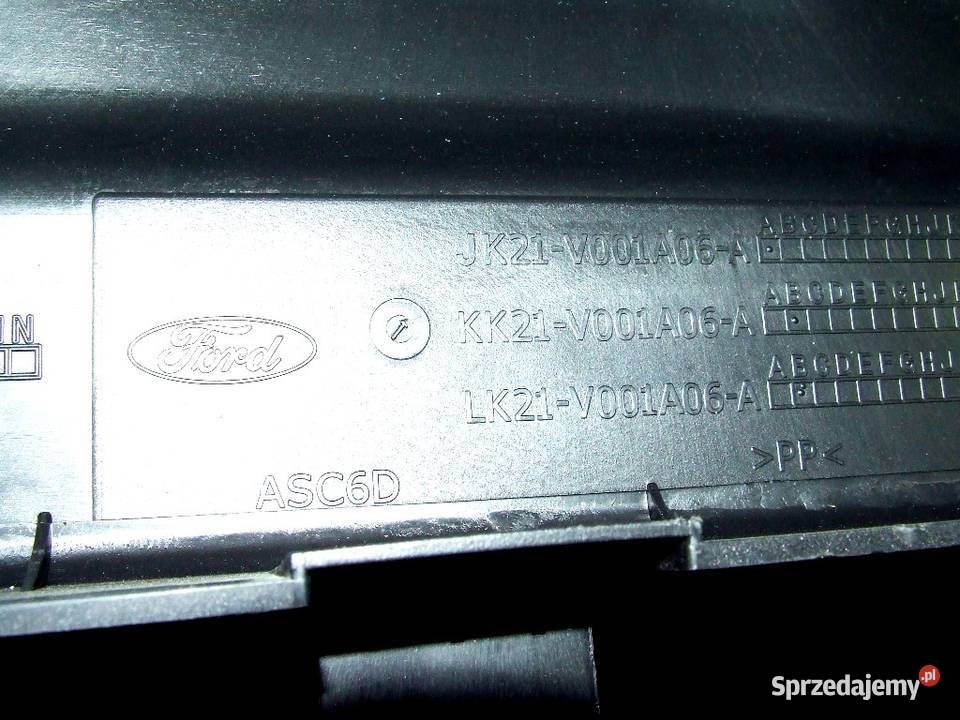 ABCDEFGHJ
JK21-V001A06-A
ABCDEFGHJ
KK21-V001A06-A
ABCDEFGHJ
LK21-V001A06-A
>PP<
N
Ford
ASC6D
Sprzedajemy.pl